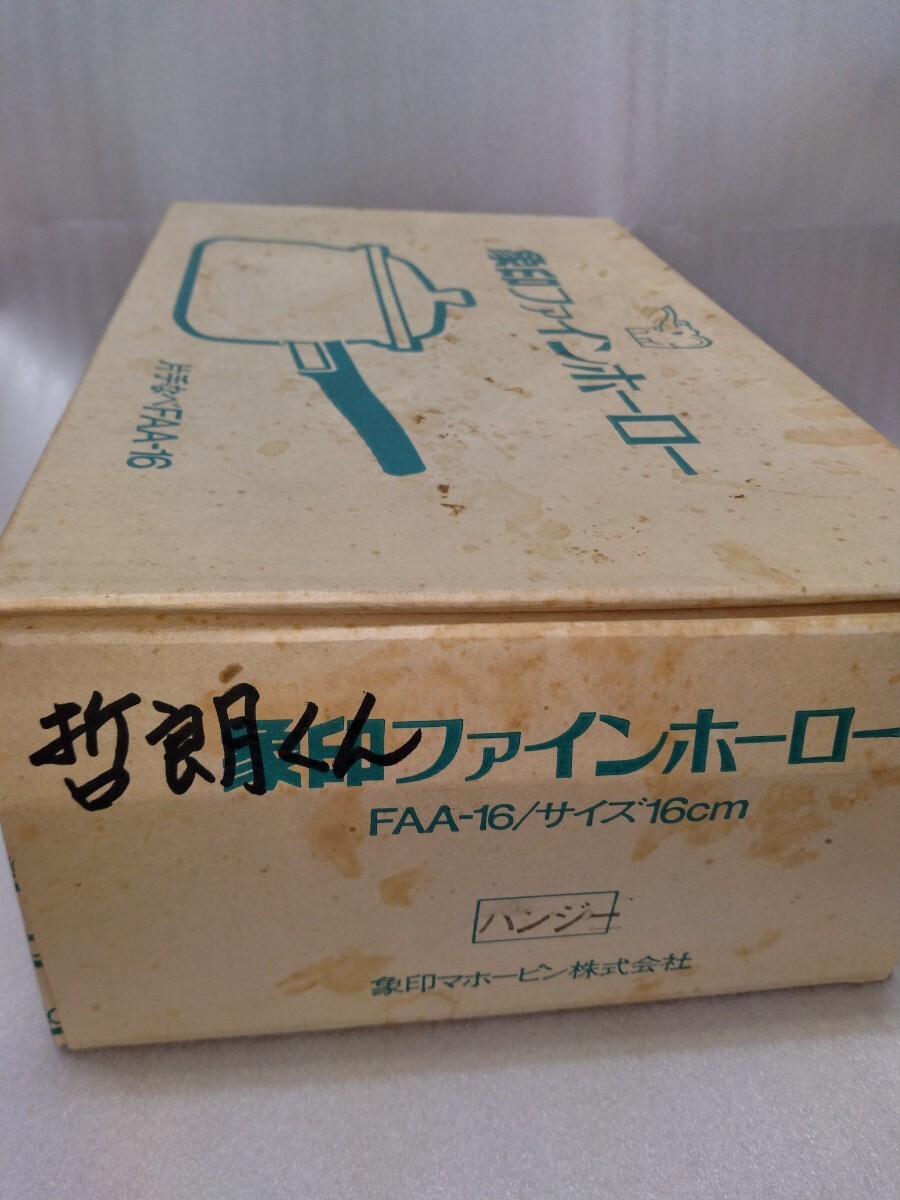 象印ファインホーロー
片手なべFAA-16
哲朗くん
象印ファインホーロー
FAA-16/サイズ16cm
パンジー
象印マホービン株式会社